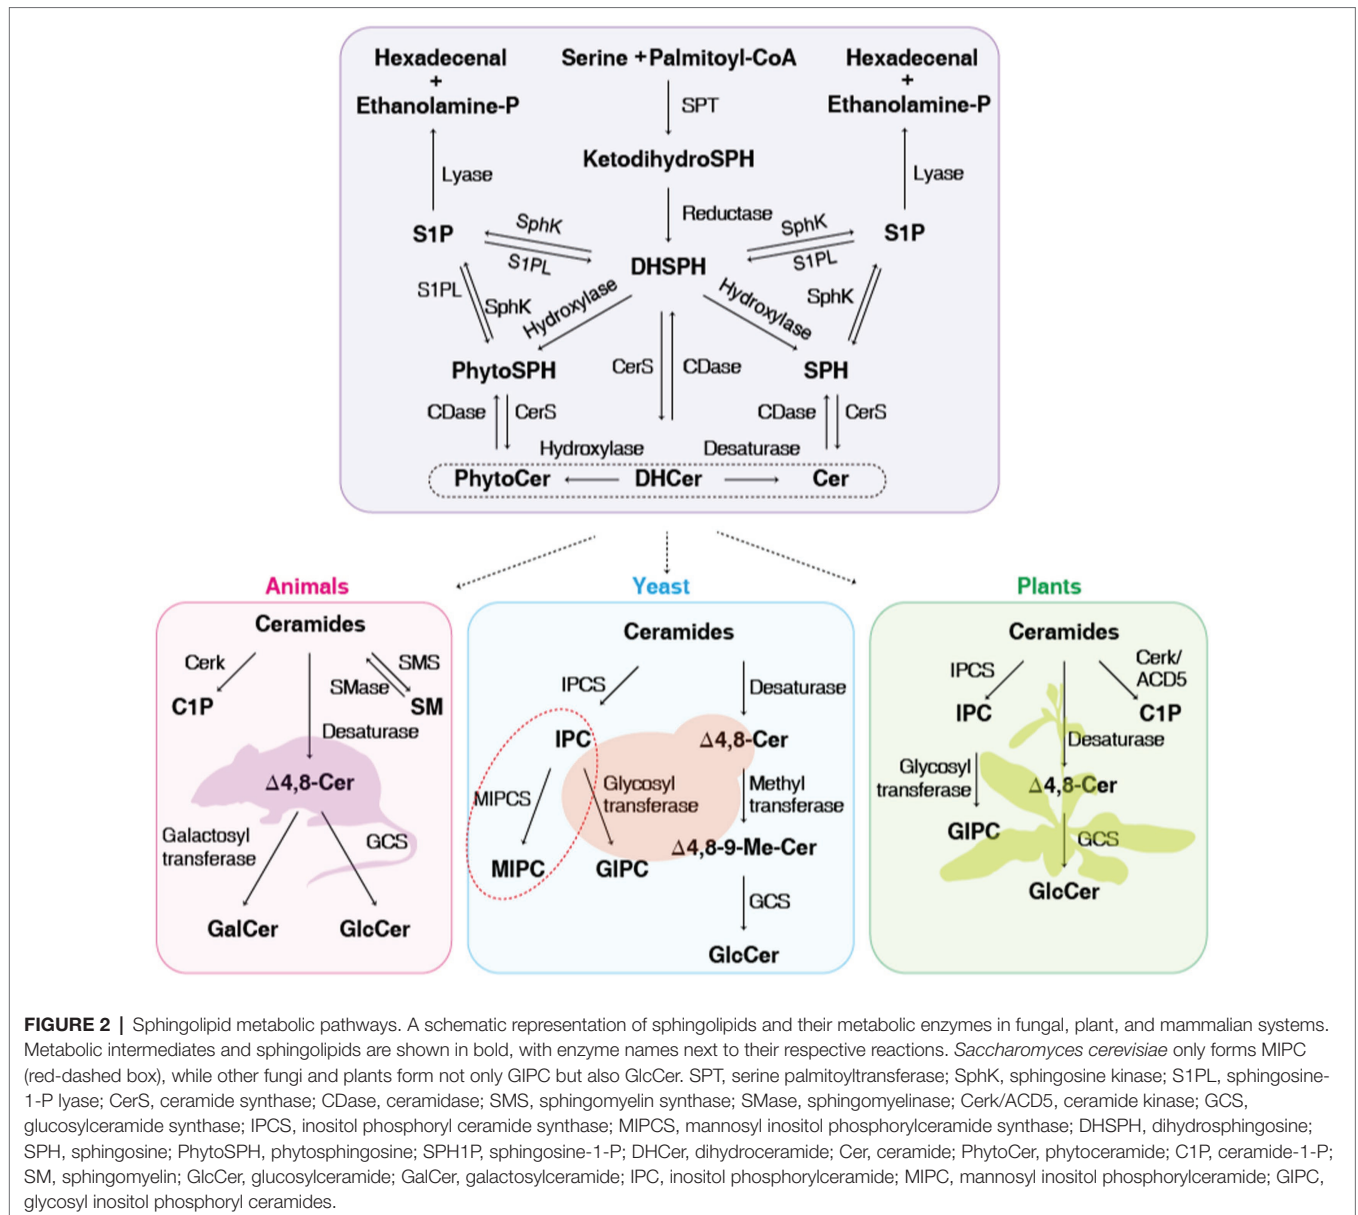 Hexadecenal
+
Ethanolamine-P
Serine + Palmitoyl-CoA
Hexadecenal
+
Ethanolamine-P
SPT
KetodihydroSPH
Lyase
Lyase
Reductase
S1P
SphK
S1PL
DHSPH
SphK
S1PL
S1P
S1PL
SphK
Hydroxylase
Hydroxylase
SphK
PhytoSPH
CerS
CDase
SPH
CDase
CerS
CDase
CerS
Hydroxylase
Desaturase
PhytoCer
DHCer
Cer
Animals
Ceramides
Cerk
SMS
SMase
C1P
SM
Desaturase
Δ4,8-Cer
Galactosyl
transferase
GCS
GalCer
GlcCer
Yeast
Ceramides
IPCS
Desaturase
IPC
Δ4,8-Cer
MIPCS
Glycosyl
transferase
Methyl
transferase
MIPC
GIPC
Δ4,8-9-Me-Cer
GCS
GlcCer
Plants
Ceramides
IPCS
Cerk/
ACD5
IPC
C1P
Desaturase
Glycosyl
transferase
Δ4,8-Cer
GIPC
GCS
GlcCer
FIGURE 2 | Sphingolipid metabolic pathways. A schematic representation of sphingolipids and their metabolic enzymes in fungal, plant, and mammalian systems.
Metabolic intermediates and sphingolipids are shown in bold, with enzyme names next to their respective reactions. Saccharomyces cerevisiae only forms MIPC
(red-dashed box), while other fungi and plants form not only GIPC but also GlcCer. SPT, serine palmitoyltransferase; SphK, sphingosine kinase; S1PL, sphingosine-
1-P lyase; CerS, ceramide synthase; CDase, ceramidase; SMS, sphingomyelin synthase; SMase, sphingomyelinase; Cerk/ACD5, ceramide kinase; GCS,
glucosylceramide synthase; IPCS, inositol phosphoryl ceramide synthase; MIPCS, mannosyl inositol phosphorylceramide synthase; DHSPH, dihydrosphingosine;
SPH, sphingosine; PhytoSPH, phytosphingosine; SPH1P, sphingosine-1-P; DHCer, dihydroceramide; Cer, ceramide; PhytoCer, phytoceramide; C1P, ceramide-1-P;
SM, sphingomyelin; GlcCer, glucosylceramide; GalCer, galactosylceramide; IPC, inositol phosphorylceramide; MIPC, mannosyl inositol phosphorylceramide; GIPC,
glycosyl inositol phosphoryl ceramides.